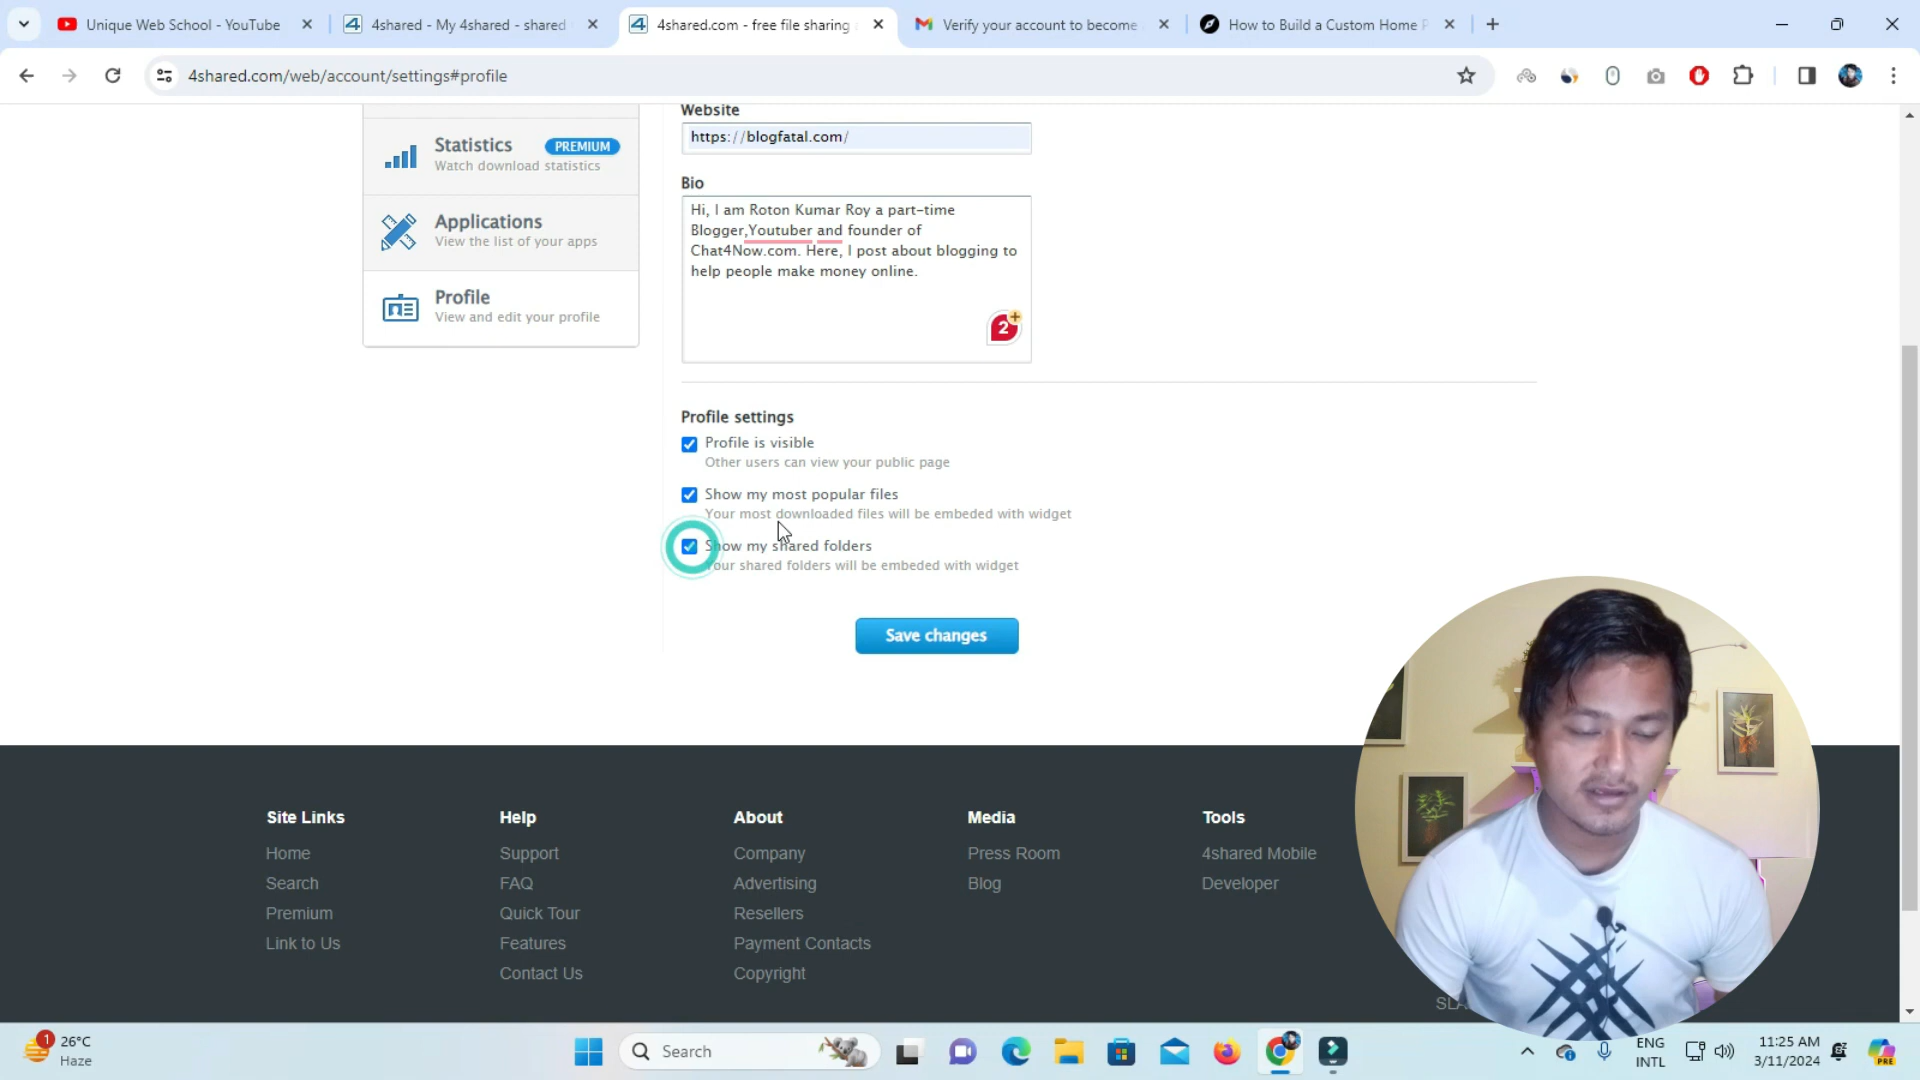 Unique Web School - YouTube
4shared - My 4shared - shared
4shared.com - free file sharing
Verify your account to become
How to Build a Custom Home P
4shared.com/web/account/settings#profile
Statistics PREMIUM
Watch download statistics
Applications
View the list of your apps
Profile
View and edit your profile
Website
https://blogfatal.com/
Bio
Hi, I am Roton Kumar Roy a part-time
Blogger,Youtuber and founder of
Chat4Now.com. Here, I post about blogging to
help people make money online.
2+
Profile settings
Profile is visible
Other users can view your public page
Show my most popular files
Your most downloaded files will be embeded with widget
Show my shared folders
Your shared folders will be embeded with widget
Save changes
Site Links
Home
Search
Premium
Link to Us
Help
Support
FAQ
Quick Tour
Features
Contact Us
About
Company
Advertising
Resellers
Payment Contacts
Copyright
Media
Press Room
Blog
Tools
4shared Mobile
Developer
1
26°C
Haze
Search
ENG
INTL
11:25 AM
3/11/2024
PRE